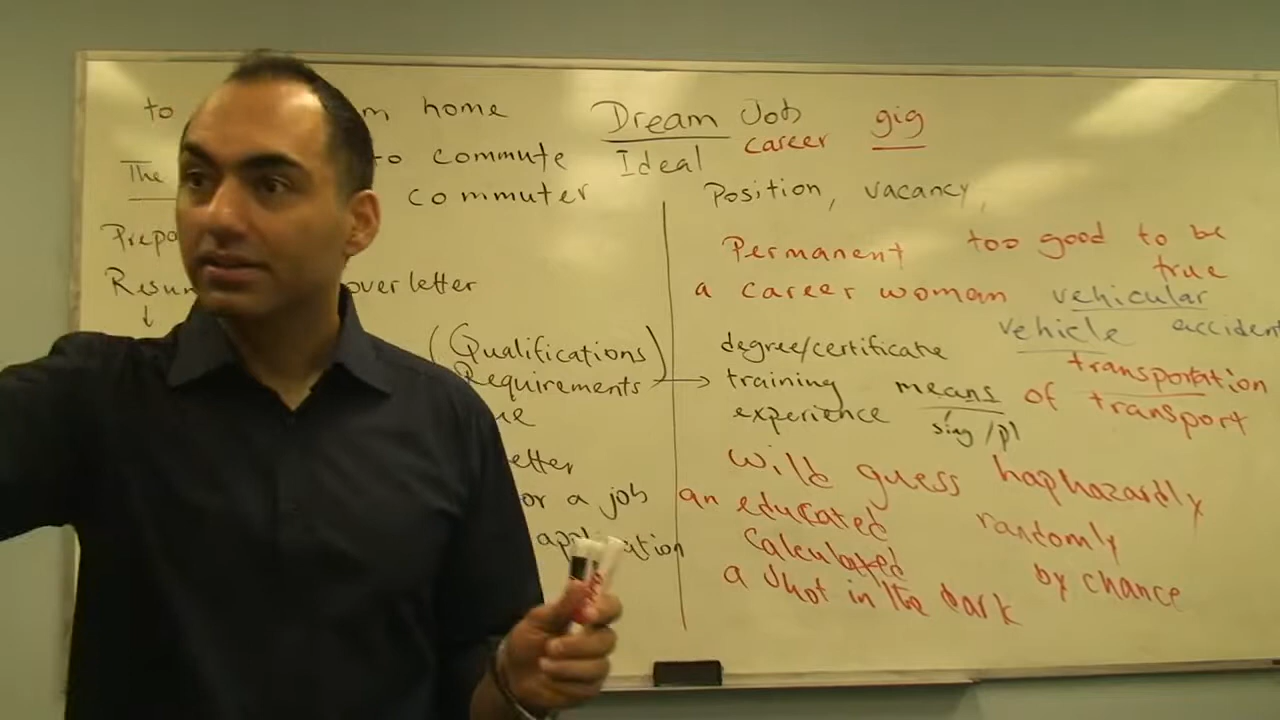 to m home
The to commute
commuter
Prepa
Resum over letter
(Qualifications)
Requirements
ue
etter
or a job
application
Dream Job gig
Ideal career
Position, vacancy,
Permanent too good to be
true
a career woman vehicular
vehicle accident
degree/certificate
transportation
training means of transport
experience sing/pl
wild guess haphazardly
an educated randomly
calculated
a shot in the dark by chance